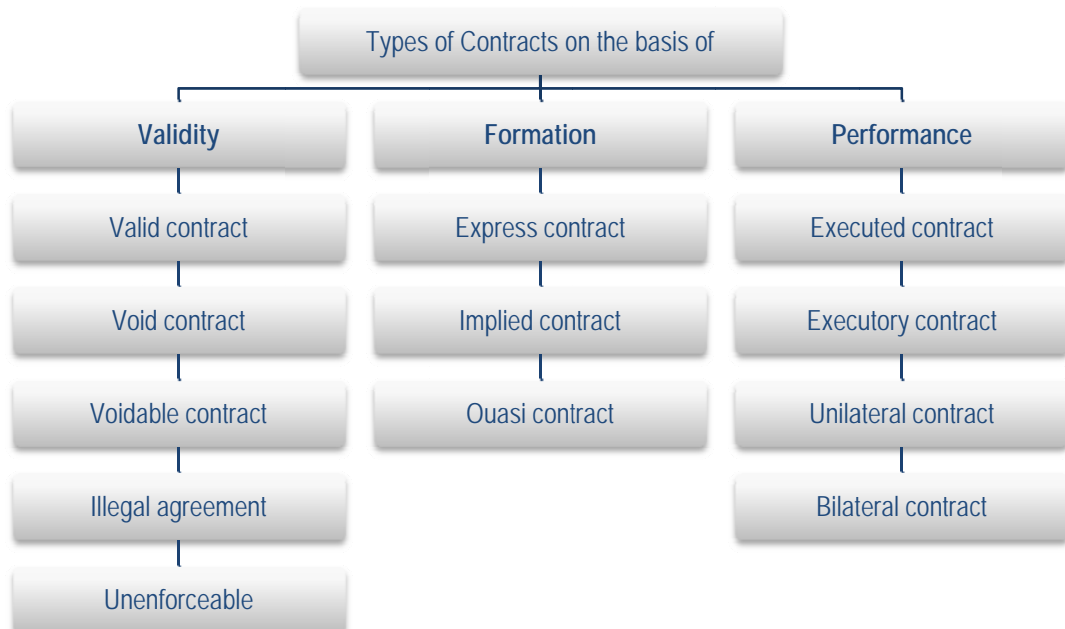 Types of Contracts on the basis of
Validity
Formation
Performance
Valid contract
Express contract
Executed contract
Void contract
Implied contract
Executory contract
Voidable contract
Ouasi contract
Unilateral contract
Illegal agreement
Bilateral contract
Unenforceable